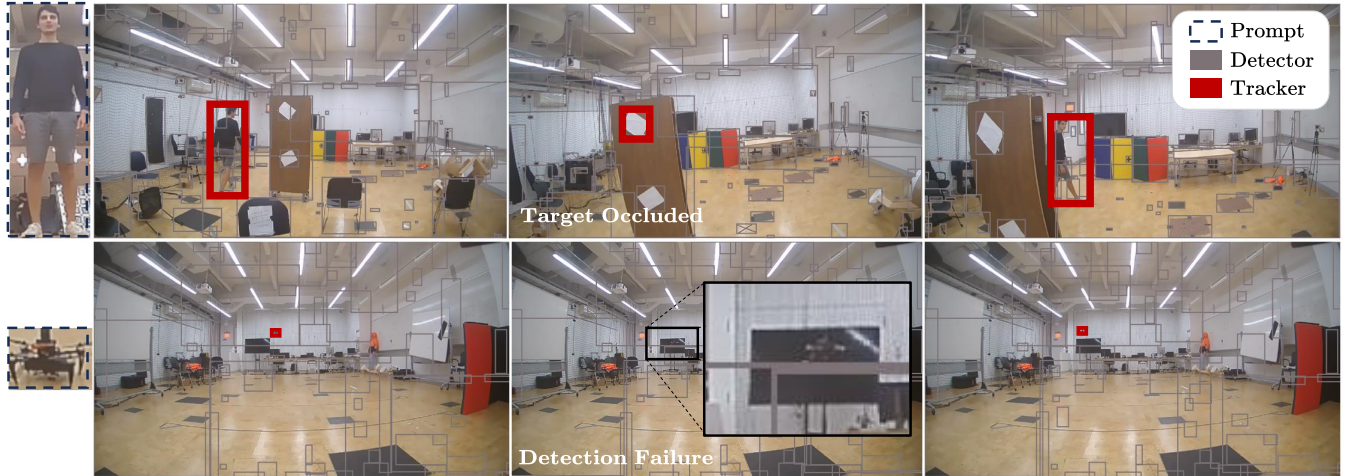 Prompt
Detector
Tracker
Target Occluded
Detection Failure